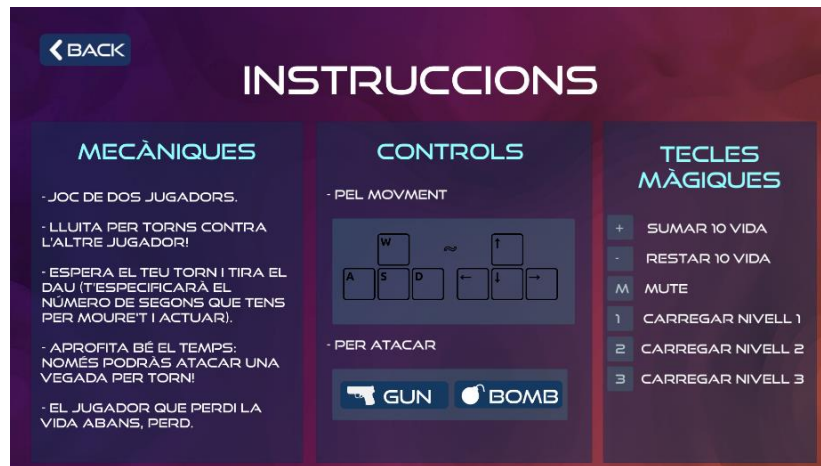 BACK
INSTRUCCIONS
MECÀNIQUES
- JOC DE DOS JUGADORS.
- LLUITA PER TORNS CONTRA
L'ALTRE JUGADOR!
- ESPERA EL TEU TORN I TIRA EL
DAU (T'ESPECIFICARÀ EL
NÚMERO DE SEGONS QUE TENS
PER MOURE'T I ACTUAR).
- APROFITA BÉ EL TEMPS:
NOMÉS PODRÀS ATACAR UNA
VEGADA PER TORN!
- EL JUGADOR QUE PERDI LA
VIDA ABANS, PERD.
CONTROLS
- PEL MOVMENT
W ~ ↑
A S D ← ↓ →
- PER ATACAR
GUN BOMB
TECLES
MÀGIQUES
+ SUMAR 10 VIDA
- RESTAR 10 VIDA
M MUTE
1 CARREGAR NIVELL 1
2 CARREGAR NIVELL 2
3 CARREGAR NIVELL 3